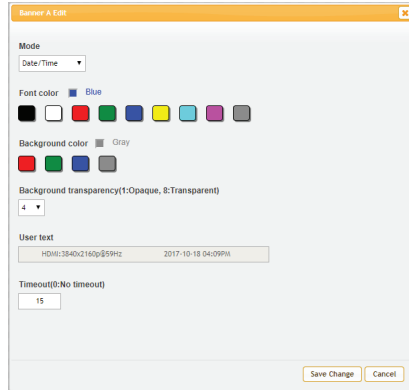 Banner A Edit
Mode
Date/Time
Font color Blue
Background color Gray
Background transparency(1:Opaque, 8:Transparent)
4
User text
HDMI:3840x2160p@59Hz 2017-10-18 04:09PM
Timeout(0:No timeout)
15
Save Change Cancel